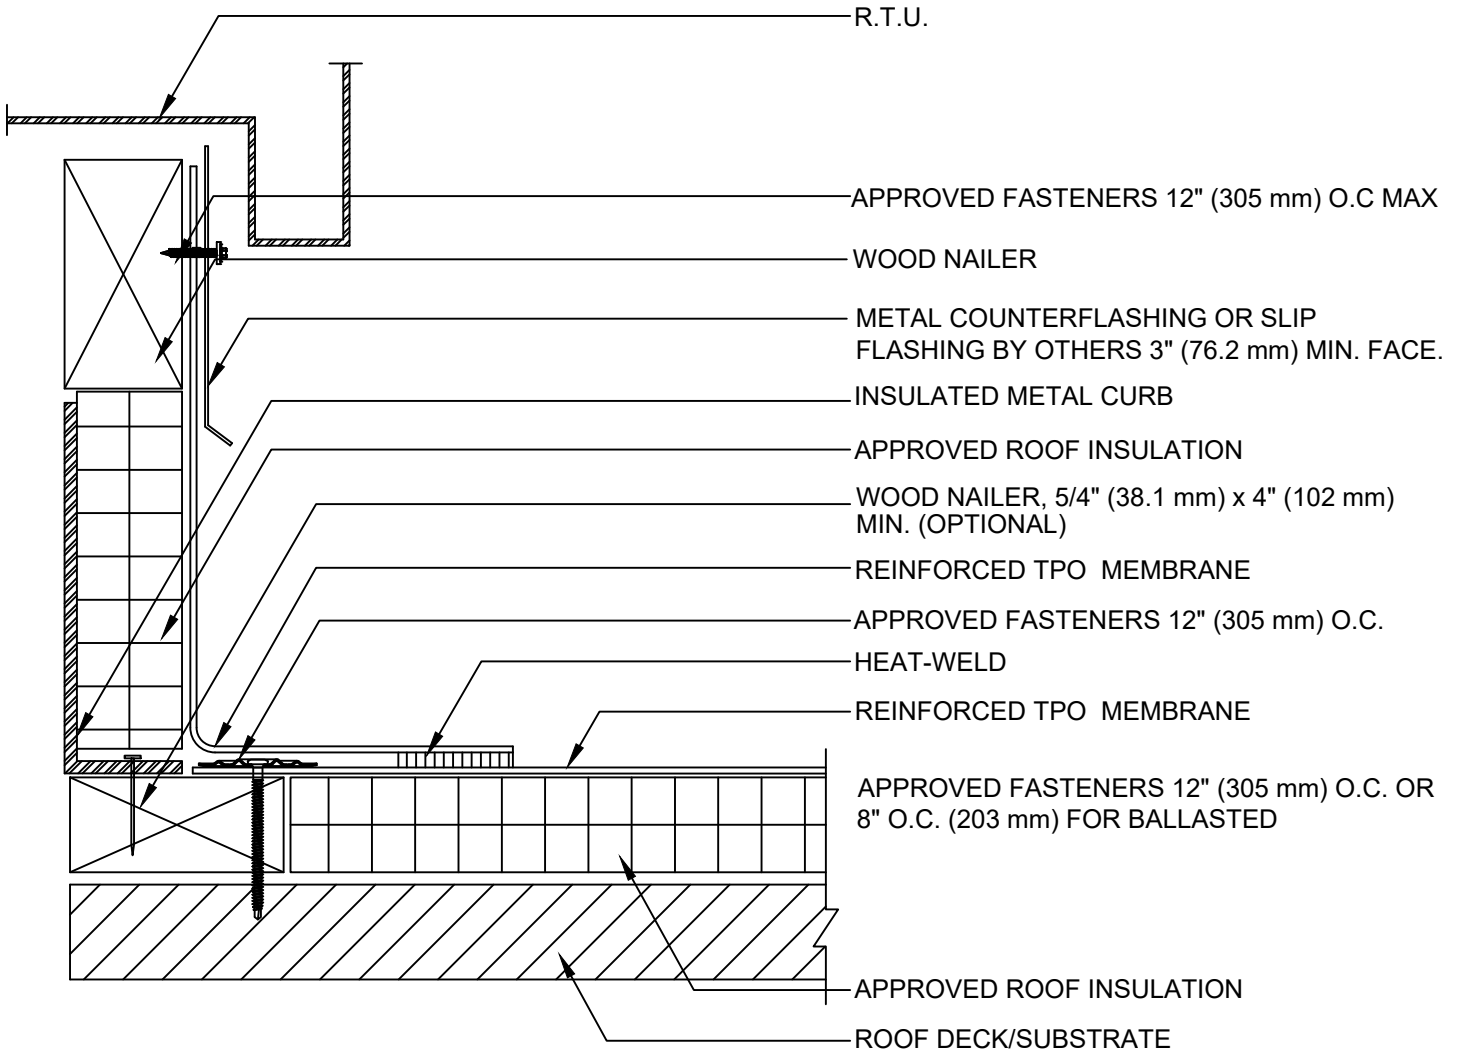 R.T.U.
APPROVED FASTENERS 12" (305 mm) O.C MAX
WOOD NAILER
METAL COUNTERFLASHING OR SLIP
FLASHING BY OTHERS 3" (76.2 mm) MIN. FACE.
INSULATED METAL CURB
APPROVED ROOF INSULATION
WOOD NAILER, 5/4" (38.1 mm) x 4" (102 mm)
MIN. (OPTIONAL)
REINFORCED TPO  MEMBRANE
APPROVED FASTENERS 12" (305 mm) O.C.
HEAT-WELD
REINFORCED TPO  MEMBRANE
APPROVED FASTENERS 12" (305 mm) O.C. OR
8" O.C. (203 mm) FOR BALLASTED
APPROVED ROOF INSULATION
ROOF DECK/SUBSTRATE